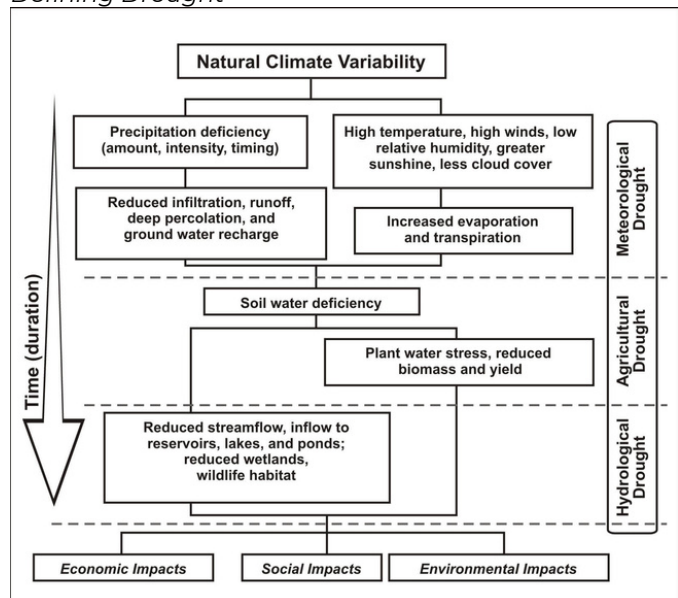 Defining Drought
Natural Climate Variability
Precipitation deficiency
(amount, intensity, timing)
High temperature, high winds, low
relative humidity, greater
sunshine, less cloud cover
Reduced infiltration, runoff,
deep percolation, and
ground water recharge
Increased evaporation
and transpiration
Meteorological
Drought
Time (duration)
Soil water deficiency
Plant water stress, reduced
biomass and yield
Agricultural
Drought
Reduced streamflow, inflow to
reservoirs, lakes, and ponds;
reduced wetlands,
wildlife habitat
Hydrological
Drought
Economic Impacts
Social Impacts
Environmental Impacts